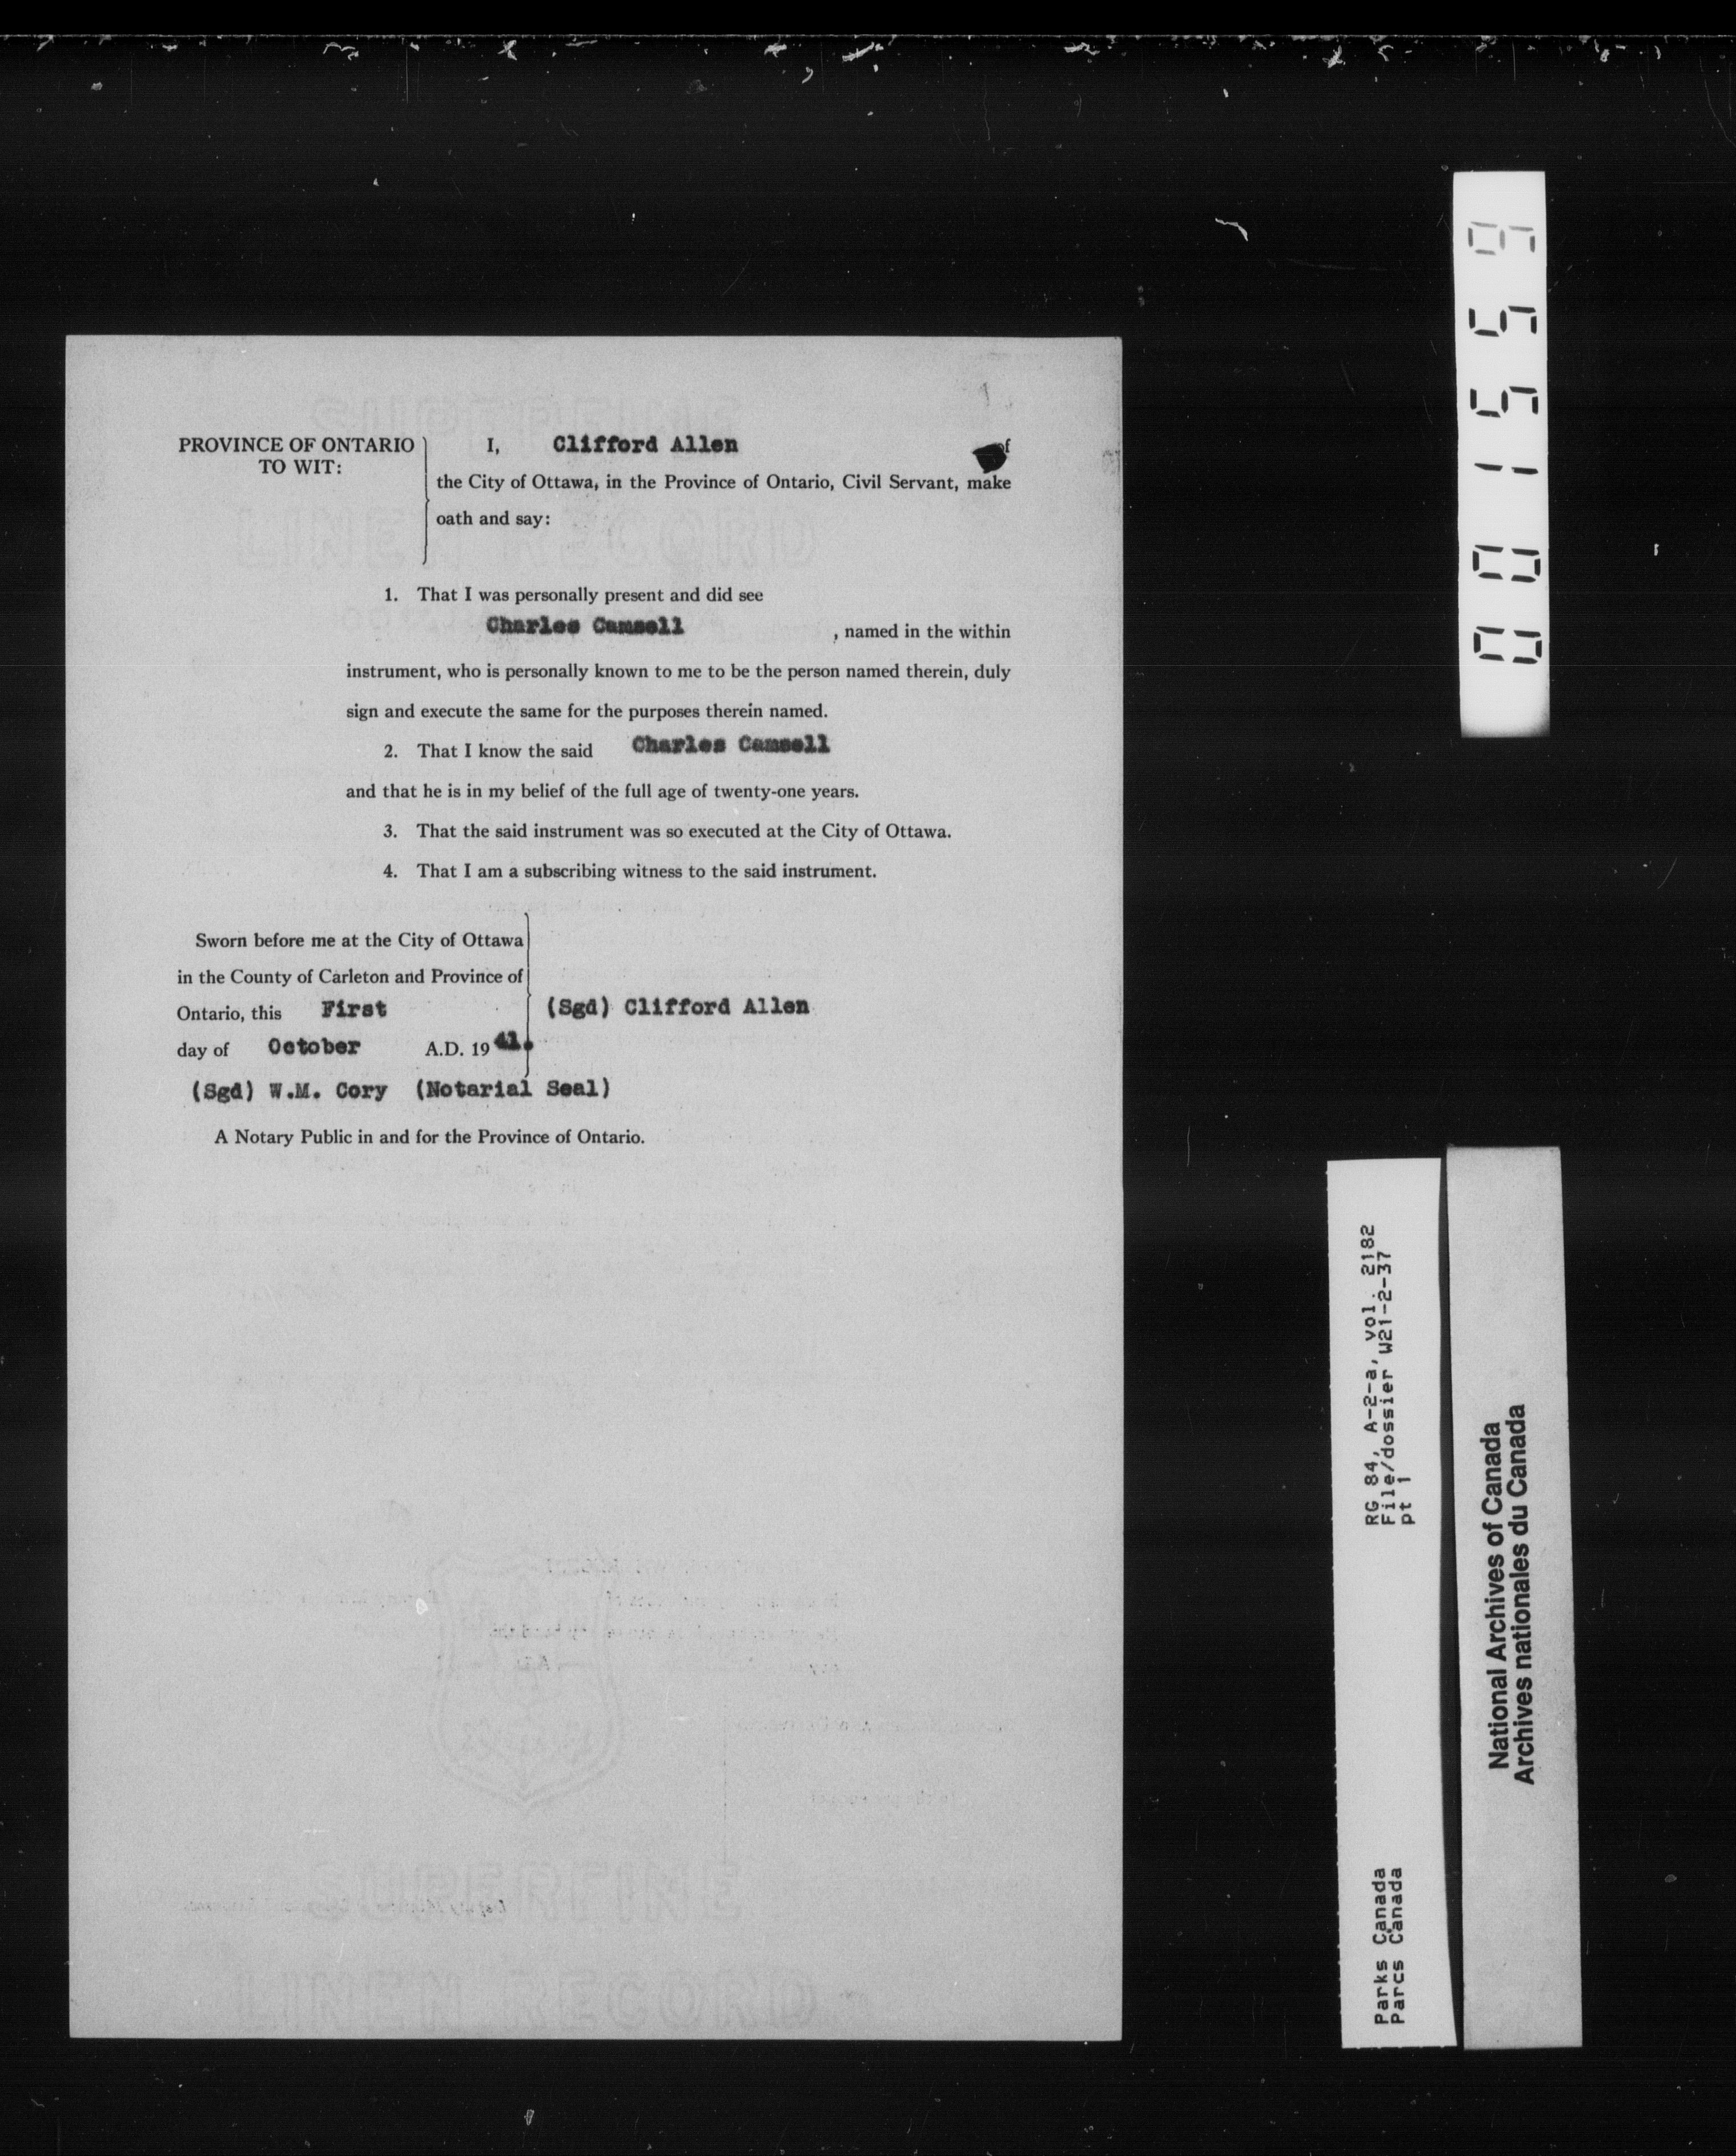 PROVINCE OF ONTARIO
TO WIT:
I, Clifford Allen of
the City of Ottawa, in the Province of Ontario, Civil Servant, make
oath and say:
1. That I was personally present and did see
Charles Camsell , named in the within
instrument, who is personally known to me to be the person named therein, duly
sign and execute the same for the purposes therein named.
2. That I know the said Charles Camsell
and that he is in my belief of the full age of twenty-one years.
3. That the said instrument was so executed at the City of Ottawa.
4. That I am a subscribing witness to the said instrument.
Sworn before me at the City of Ottawa
in the County of Carleton and Province of
Ontario, this First
day of October A.D. 19 41.
(Sgd) Clifford Allen
(Sgd) W.M. Cory (Notarial Seal)
A Notary Public in and for the Province of Ontario.
SUPERFINE
LINEN RECORD
001559
RG 84, A-2-a, vol. 2182
File/dossier W21-2-37
pt 1
Parks Canada
Parcs Canada
National Archives of Canada
Archives nationales du Canada